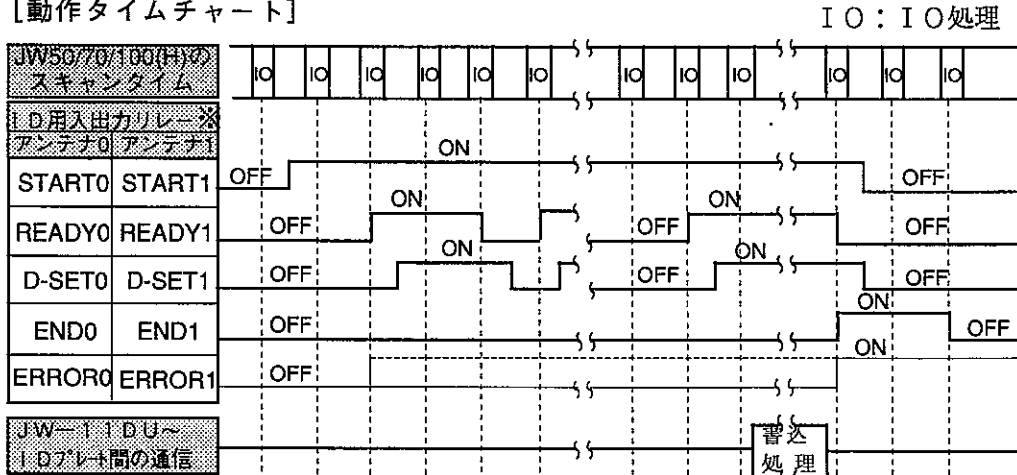 [動作タイムチャート]
ＩＯ：ＩＯ処理
JW50/70/100(H)の
スキャンタイム
IO IO IO IO IO IO IO IO IO IO IO
ＩＤ用入出力リレー※
アンテナ0 アンテナ1
START0 START1 OFF ON OFF
READY0 READY1 OFF ON OFF ON OFF
D-SET0 D-SET1 OFF ON OFF ON OFF
END0 END1 OFF ON OFF
ERROR0 ERROR1 OFF ON
ＪＷ－１１ＤＵ～
ＩＤプレート間の通信
書込
処理